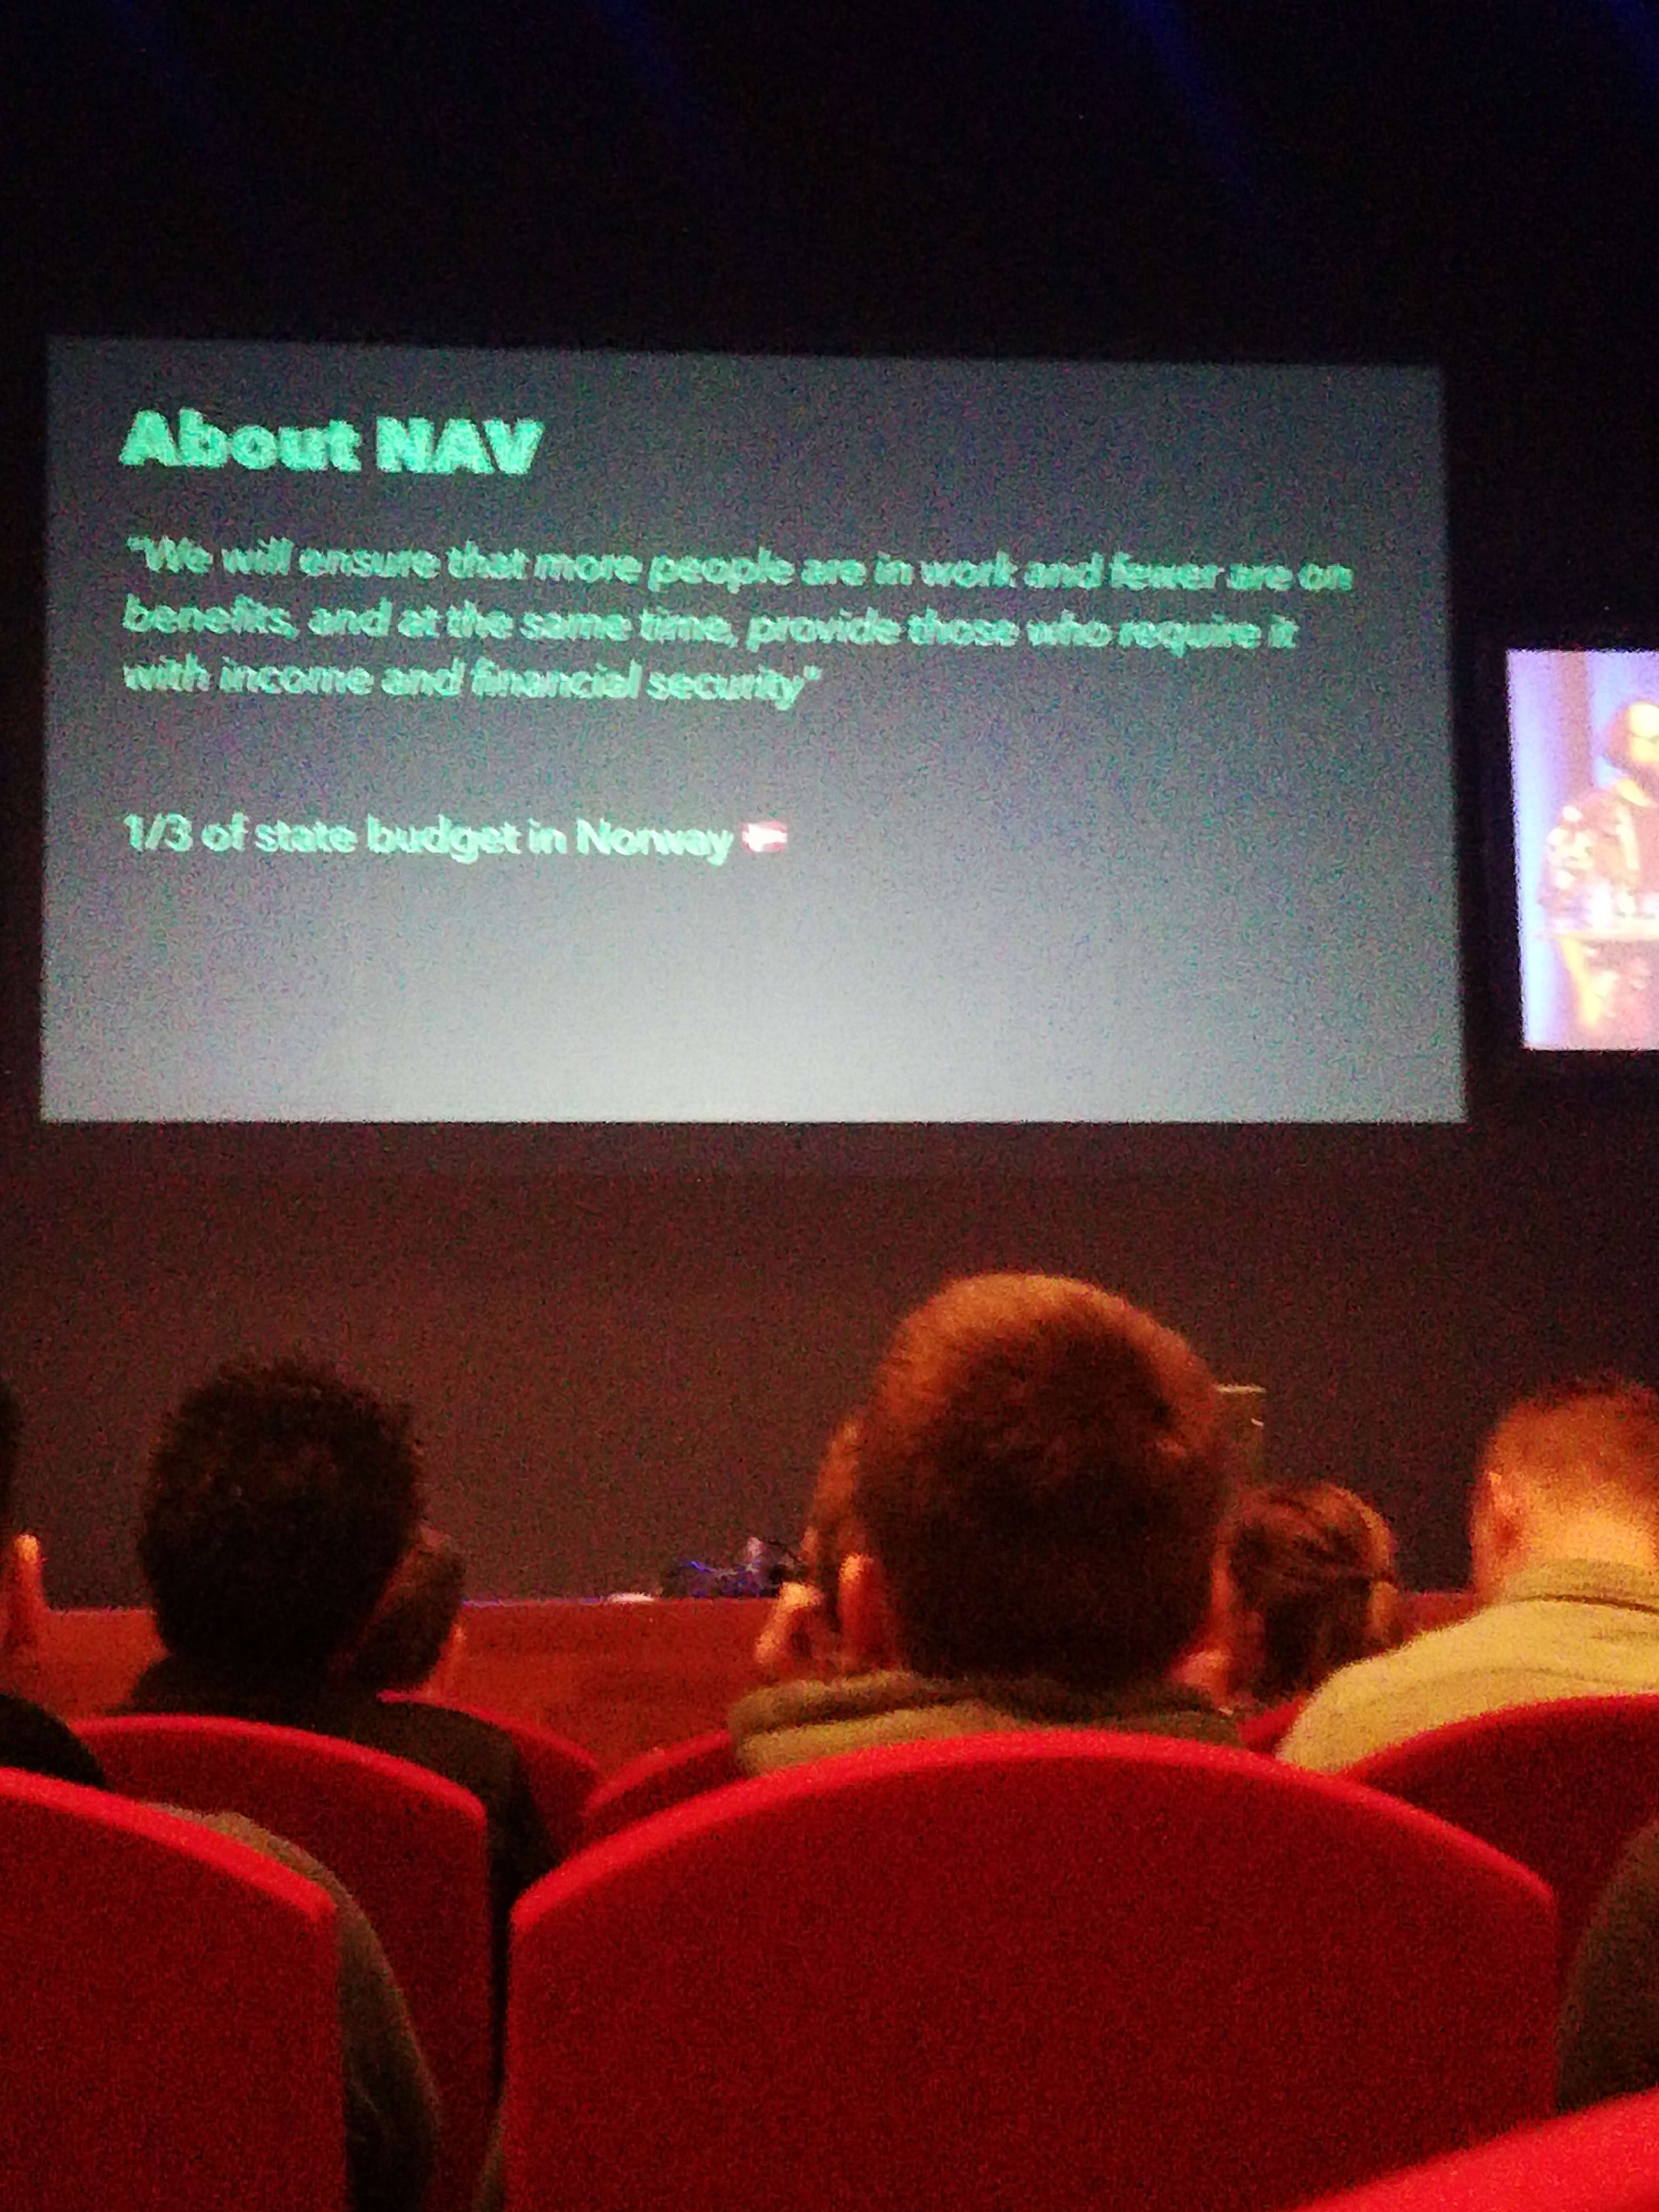 About NAV
"We will ensure that more people are in work and fewer are on
benefits, and at the same time, provide those who require it
with income and financial security"
1/3 of state budget in Norway